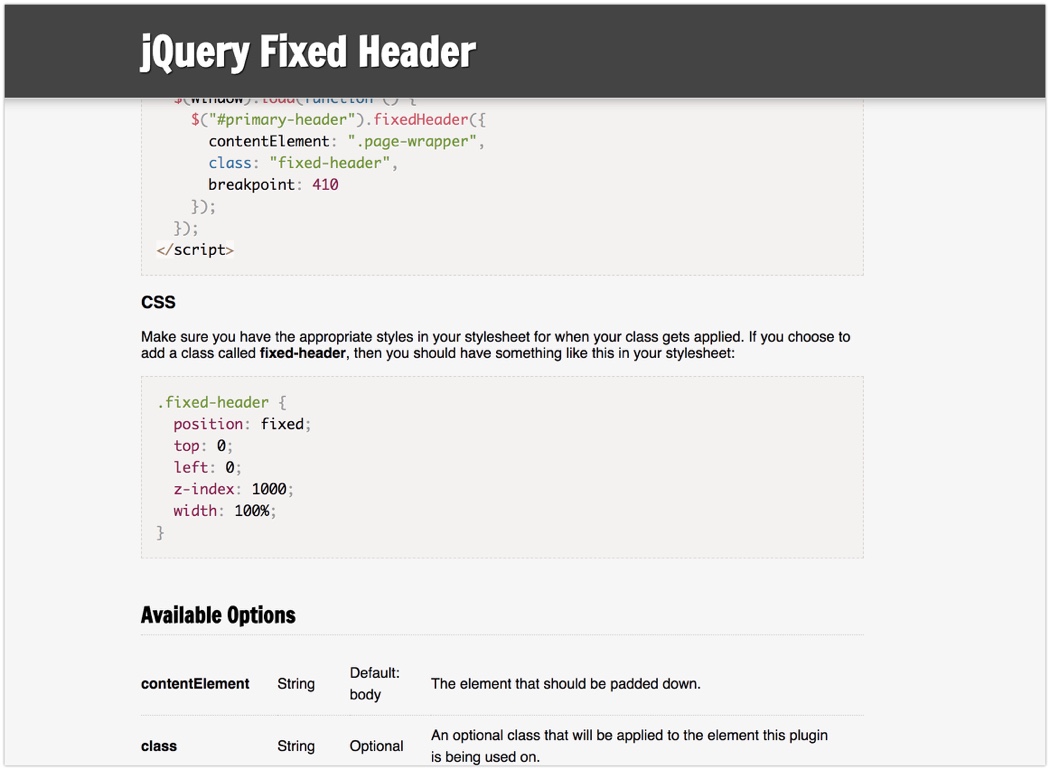 jQuery Fixed Header
$(window).load(function () {
$("#primary-header").fixedHeader({
contentElement: ".page-wrapper",
class: "fixed-header",
breakpoint: 410
});
});
</script>
CSS
Make sure you have the appropriate styles in your stylesheet for when your class gets applied. If you choose to
add a class called fixed-header, then you should have something like this in your stylesheet:
.fixed-header {
position: fixed;
top: 0;
left: 0;
z-index: 1000;
width: 100%;
}
Available Options
contentElement String Default: body The element that should be padded down.
class String Optional An optional class that will be applied to the element this plugin
is being used on.